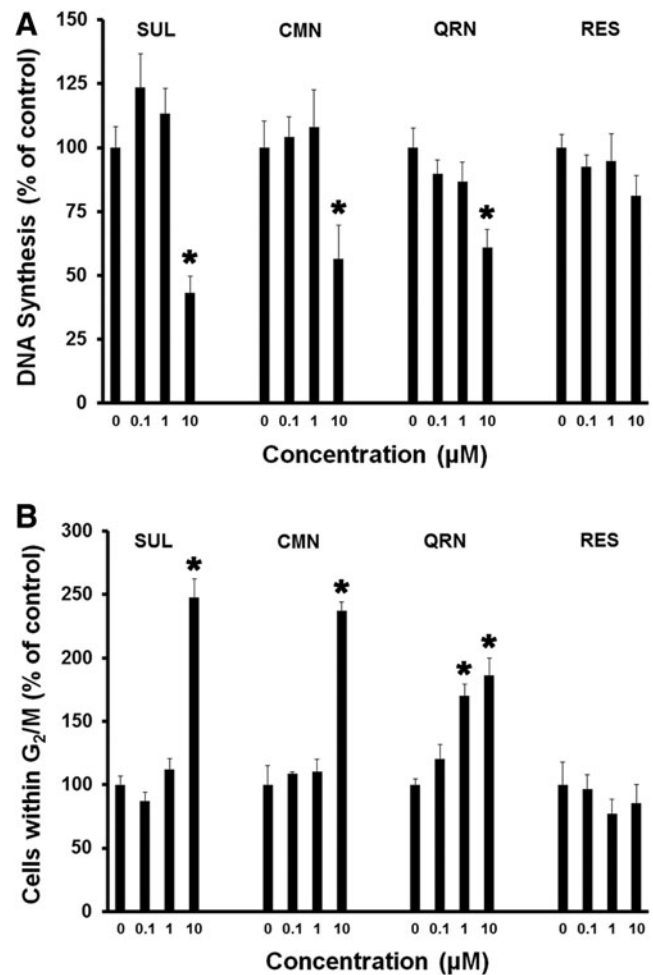 A
SUL CMN QRN RES
DNA Synthesis (% of control)
150
125
100
75
50
25
0
* * *
0 0.1 1 10 0 0.1 1 10 0 0.1 1 10 0 0.1 1 10
Concentration (µM)
B
SUL CMN QRN RES
Cells within G₂/M (% of control)
300
250
200
150
100
50
0
* * * *
0 0.1 1 10 0 0.1 1 10 0 0.1 1 10 0 0.1 1 10
Concentration (µM)